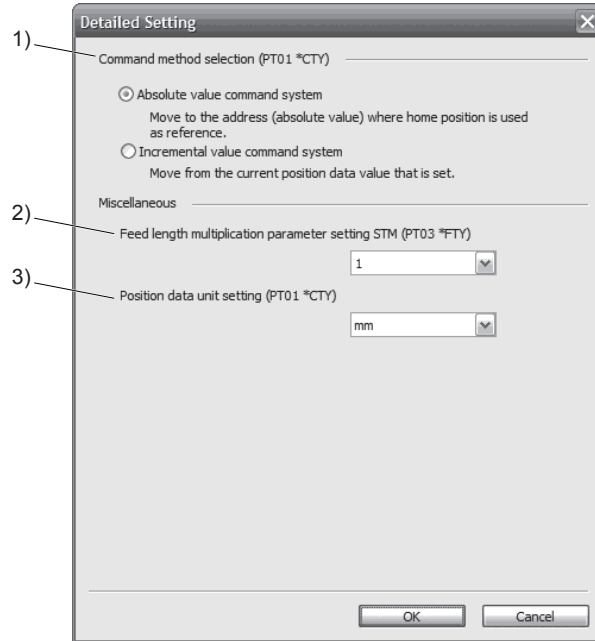 Detailed Setting
1)
Command method selection (PT01 *CTY)
Absolute value command system
Move to the address (absolute value) where home position is used
as reference.
Incremental value command system
Move from the current position data value that is set.
Miscellaneous
2)
Feed length multiplication parameter setting STM (PT03 *FTY)
1
3)
Position data unit setting (PT01 *CTY)
mm
OK
Cancel